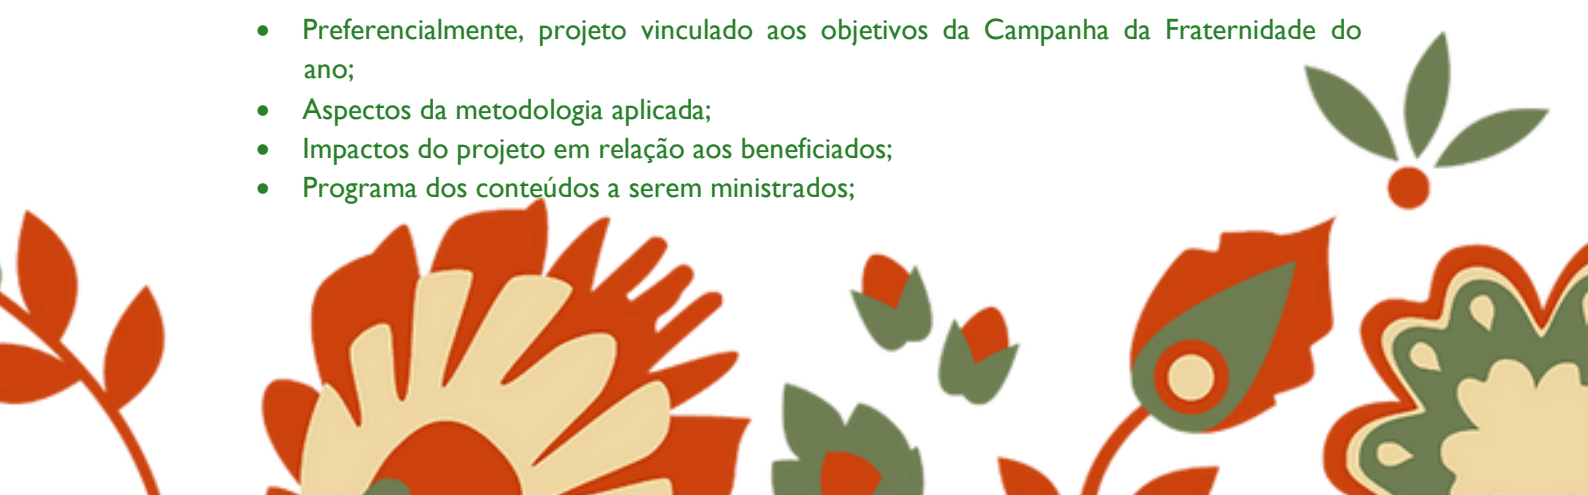 • Preferencialmente, projeto vinculado aos objetivos da Campanha da Fraternidade do
ano;
• Aspectos da metodologia aplicada;
• Impactos do projeto em relação aos beneficiados;
• Programa dos conteúdos a serem ministrados;